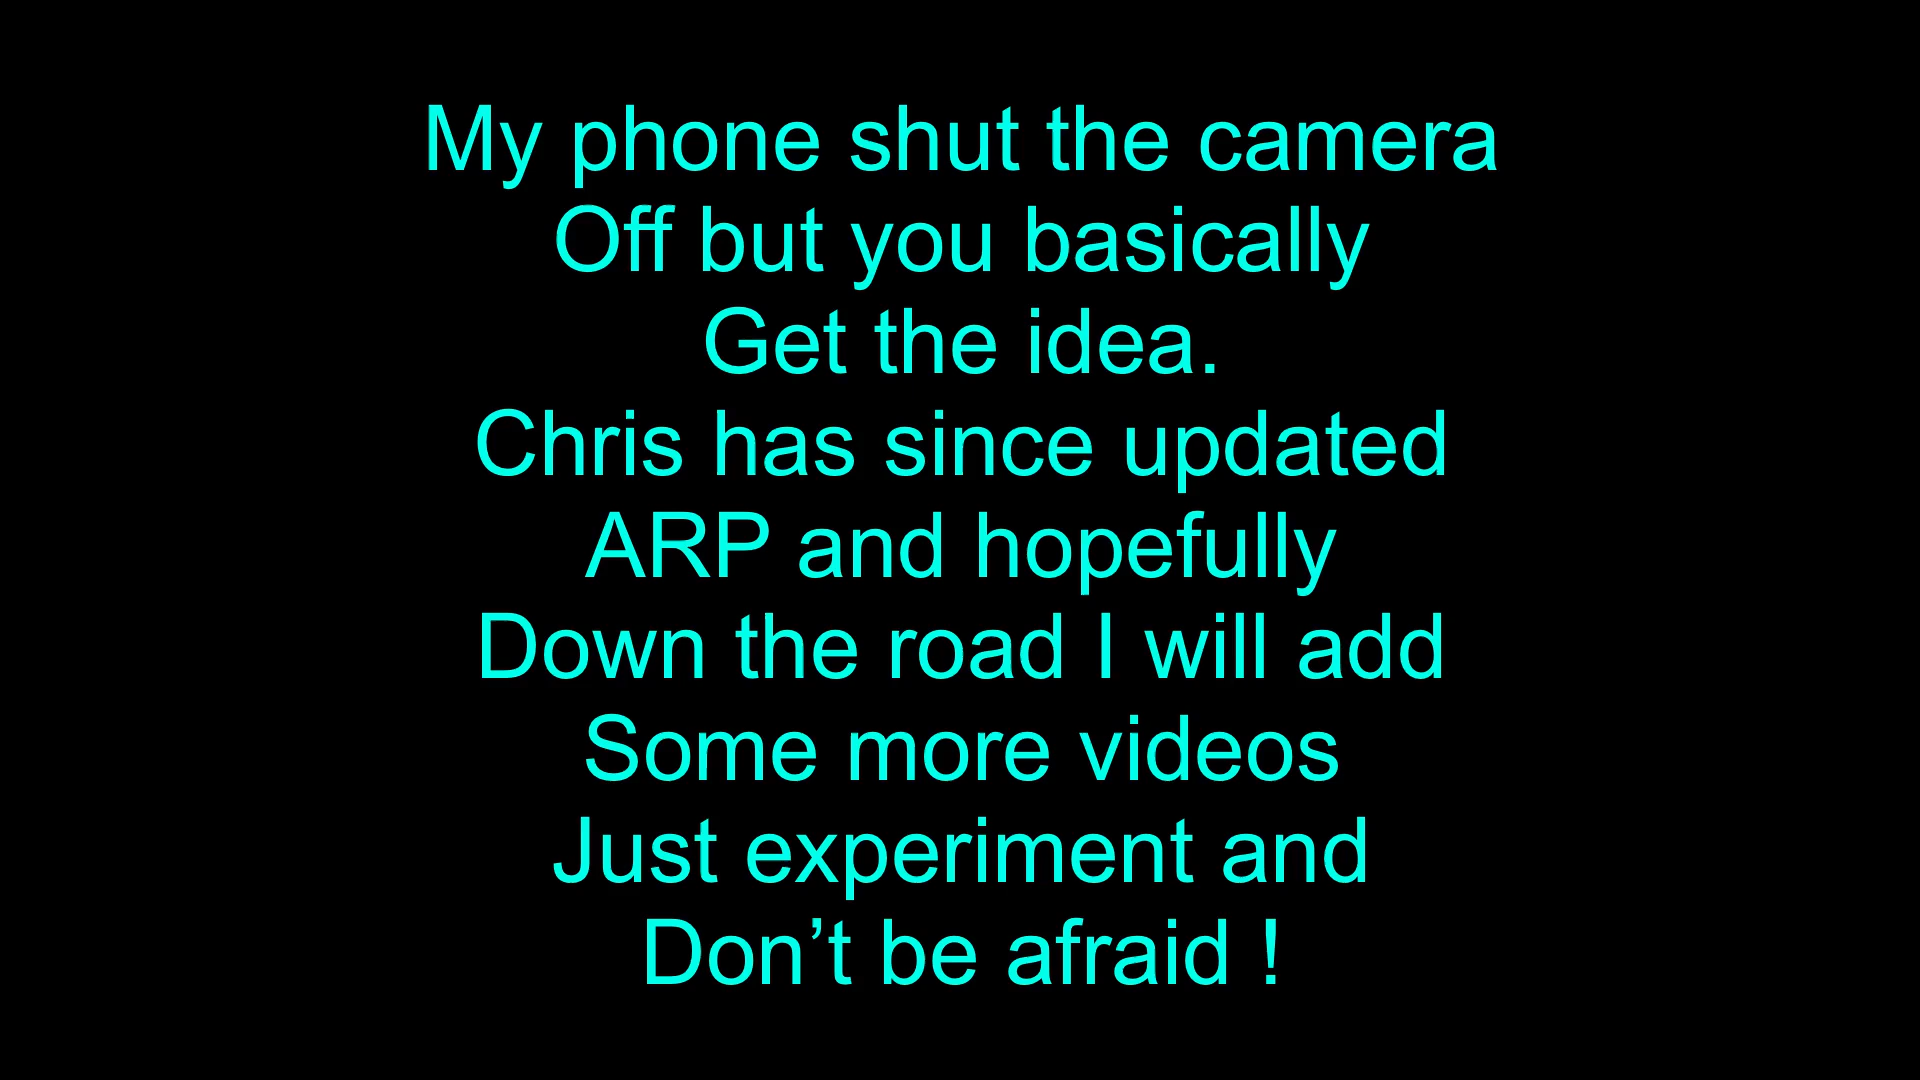 My phone shut the camera
Off but you basically
Get the idea.
Chris has since updated
ARP and hopefully
Down the road I will add
Some more videos
Just experiment and
Don’t be afraid !